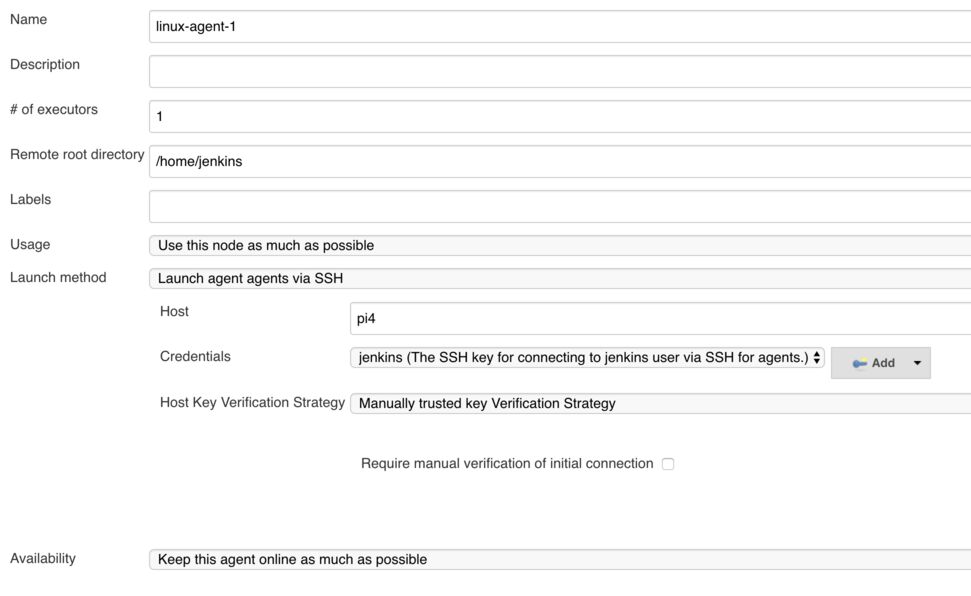 Name
linux-agent-1
Description
# of executors
1
Remote root directory
/home/jenkins
Labels
Usage
Use this node as much as possible
Launch method
Launch agent agents via SSH
Host
pi4
Credentials
jenkins (The SSH key for connecting to jenkins user via SSH for agents.)
Add
Host Key Verification Strategy
Manually trusted key Verification Strategy
Require manual verification of initial connection
Availability
Keep this agent online as much as possible